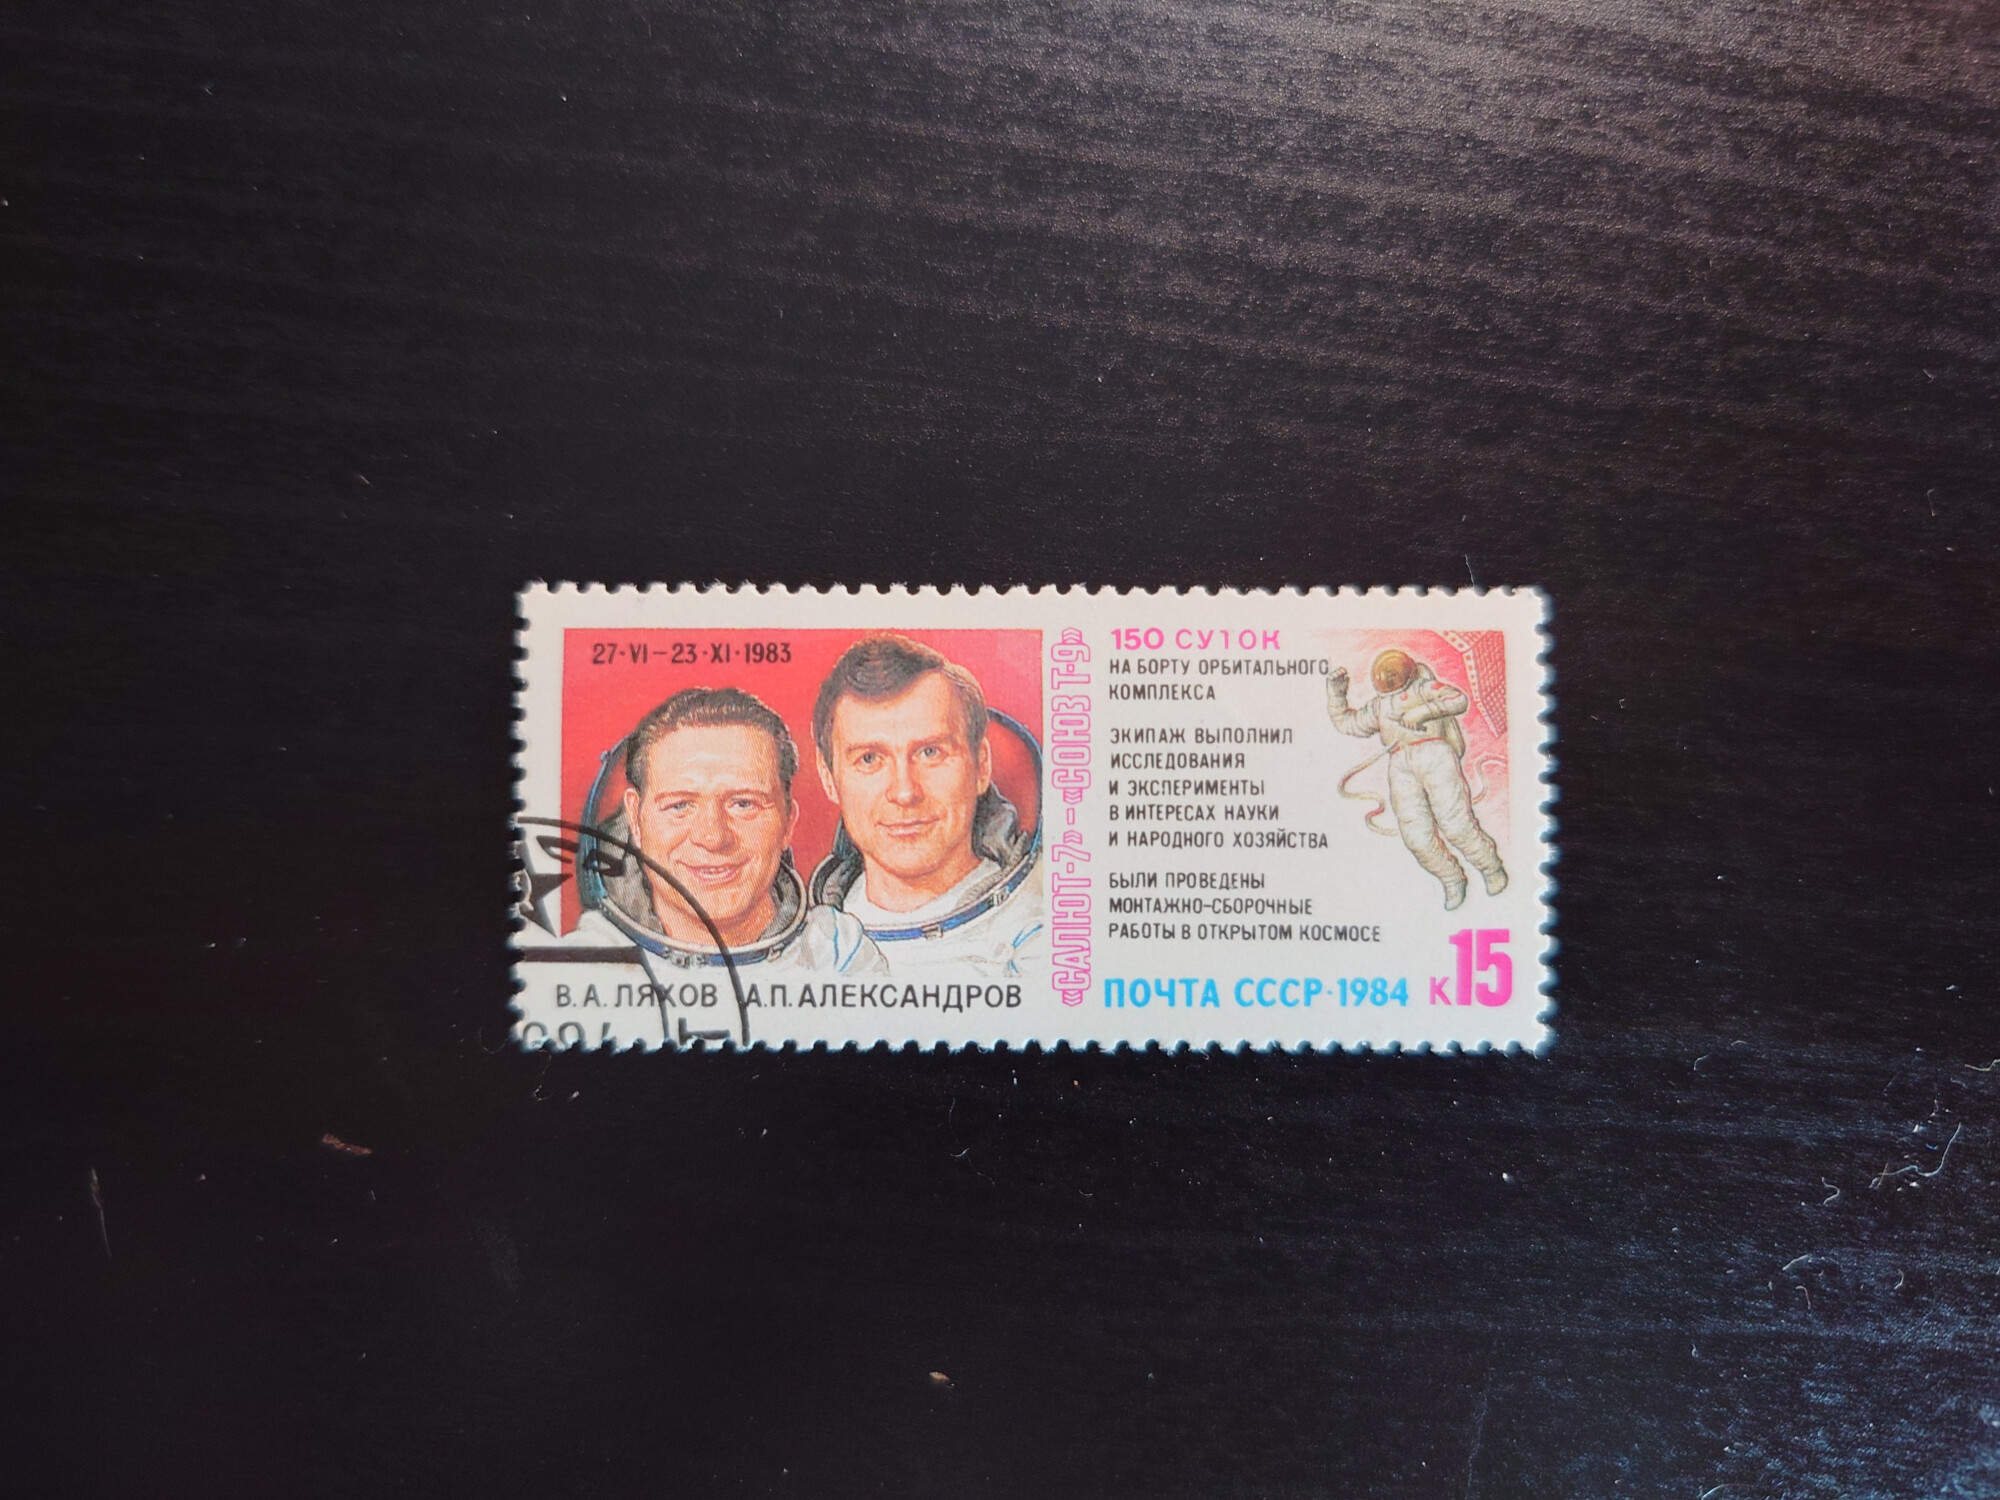 27·VI–23·XI·1983
В.А.ЛЯХОВ А.П.АЛЕКСАНДРОВ
«САЛЮТ-7»–«СОЮЗ Т-9»
150 СУТОК
НА БОРТУ ОРБИТАЛЬНОГО
КОМПЛЕКСА
ЭКИПАЖ ВЫПОЛНИЛ
ИССЛЕДОВАНИЯ
И ЭКСПЕРИМЕНТЫ
В ИНТЕРЕСАХ НАУКИ
И НАРОДНОГО ХОЗЯЙСТВА
БЫЛИ ПРОВЕДЕНЫ
МОНТАЖНО-СБОРОЧНЫЕ
РАБОТЫ В ОТКРЫТОМ КОСМОСЕ
ПОЧТА СССР·1984 К15